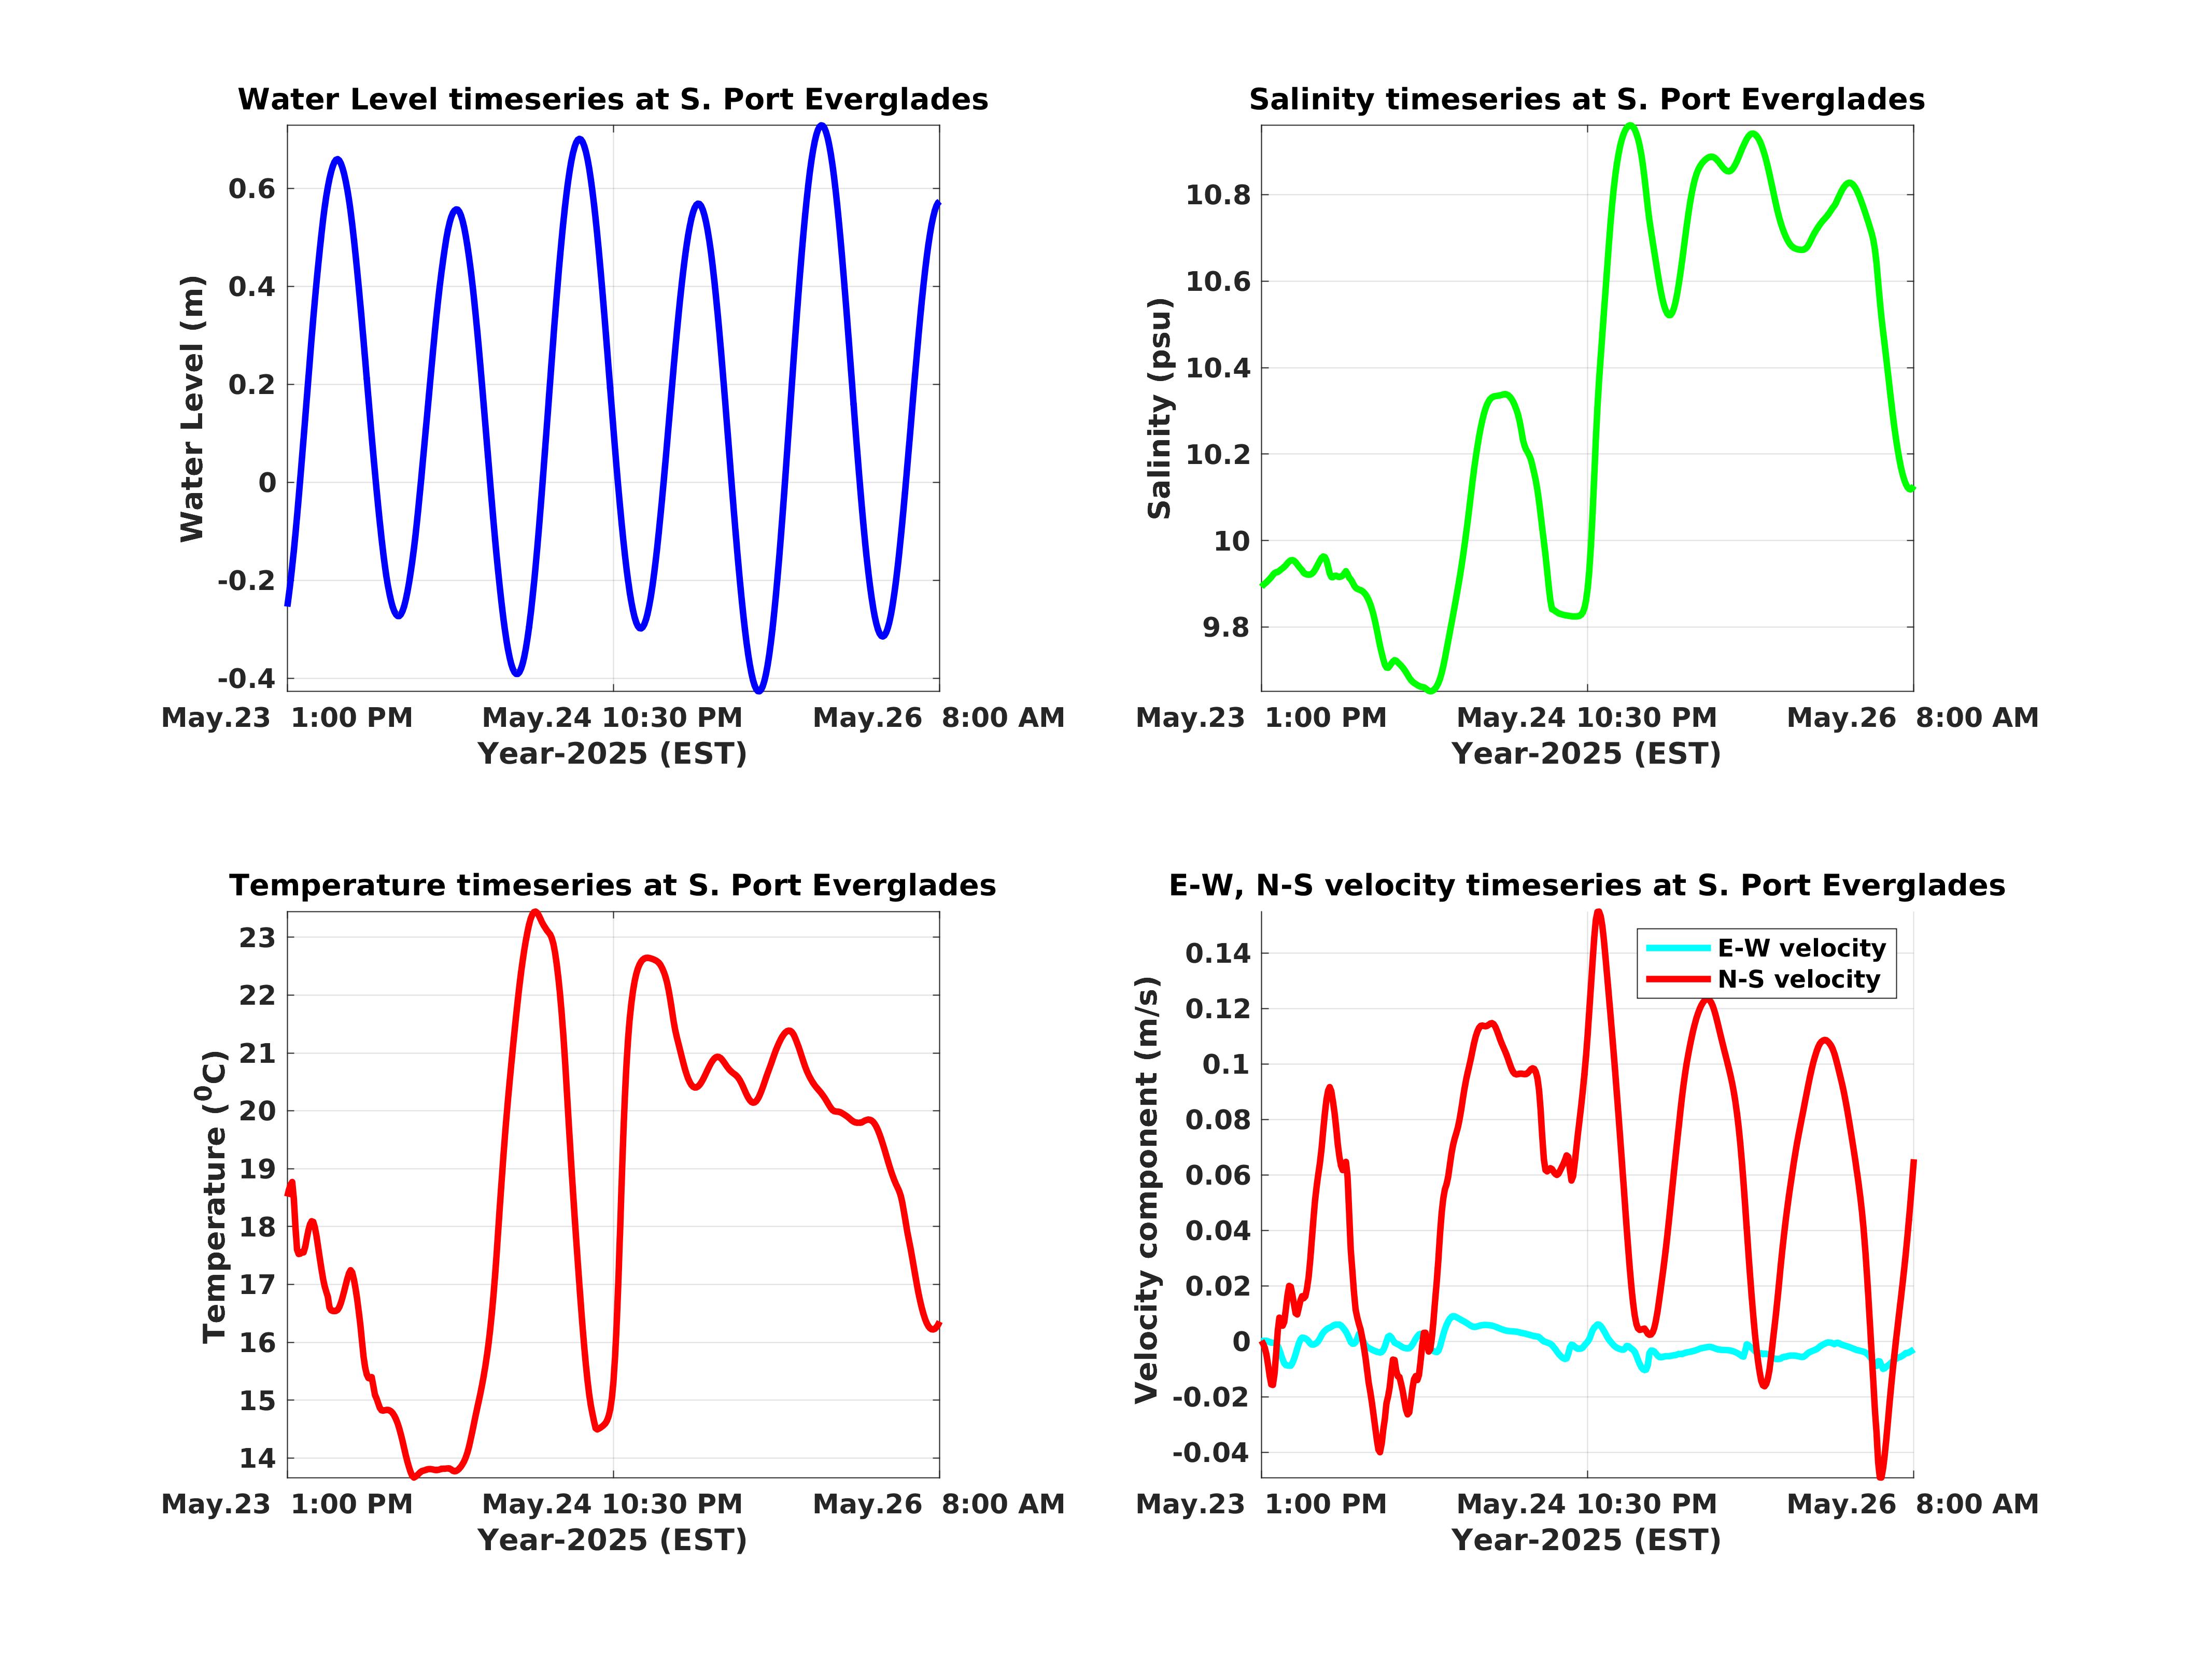 Water Level timeseries at S. Port Everglades
Water Level (m)
0.6
0.4
0.2
0
-0.2
-0.4
May.23 1:00 PM
May.24 10:30 PM
May.26 8:00 AM
Year-2025 (EST)
Salinity timeseries at S. Port Everglades
Salinity (psu)
10.8
10.6
10.4
10.2
10
9.8
May.23 1:00 PM
May.24 10:30 PM
May.26 8:00 AM
Year-2025 (EST)
Temperature timeseries at S. Port Everglades
Temperature (⁰C)
23
22
21
20
19
18
17
16
15
14
May.23 1:00 PM
May.24 10:30 PM
May.26 8:00 AM
Year-2025 (EST)
E-W, N-S velocity timeseries at S. Port Everglades
Velocity component (m/s)
E-W velocity
N-S velocity
0.14
0.12
0.1
0.08
0.06
0.04
0.02
0
-0.02
-0.04
May.23 1:00 PM
May.24 10:30 PM
May.26 8:00 AM
Year-2025 (EST)